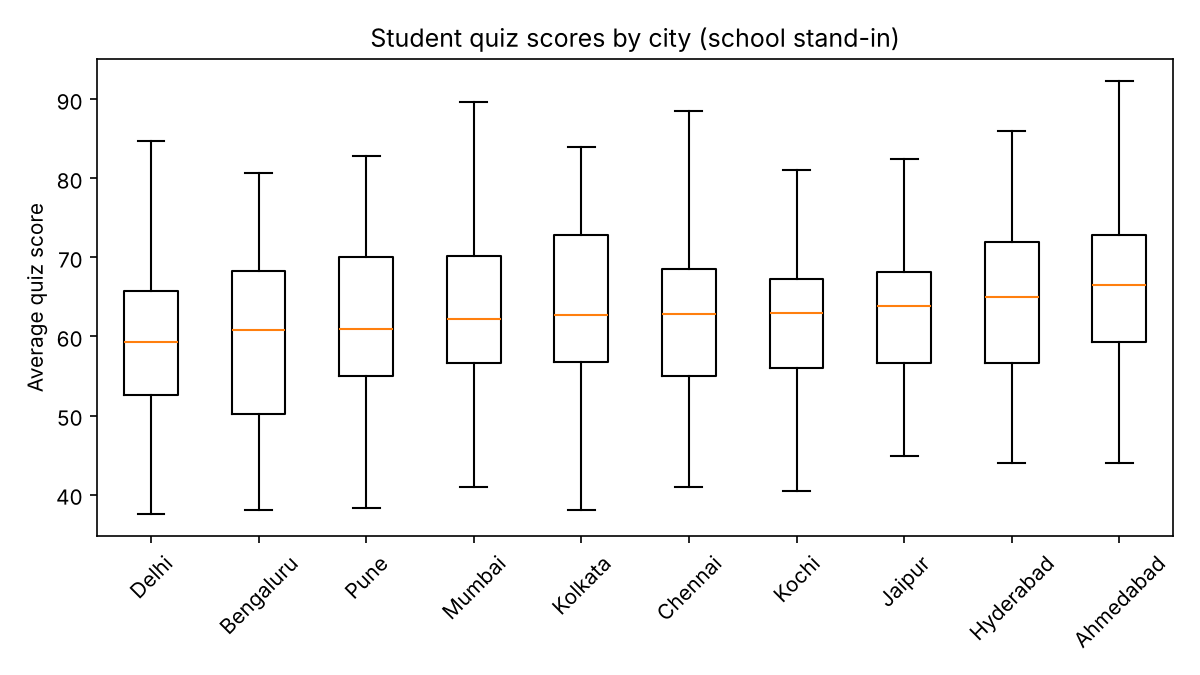 Student quiz scores by city (school stand-in)
Average quiz score
90
80
70
60
50
40
Delhi
Bengaluru
Pune
Mumbai
Kolkata
Chennai
Kochi
Jaipur
Hyderabad
Ahmedabad